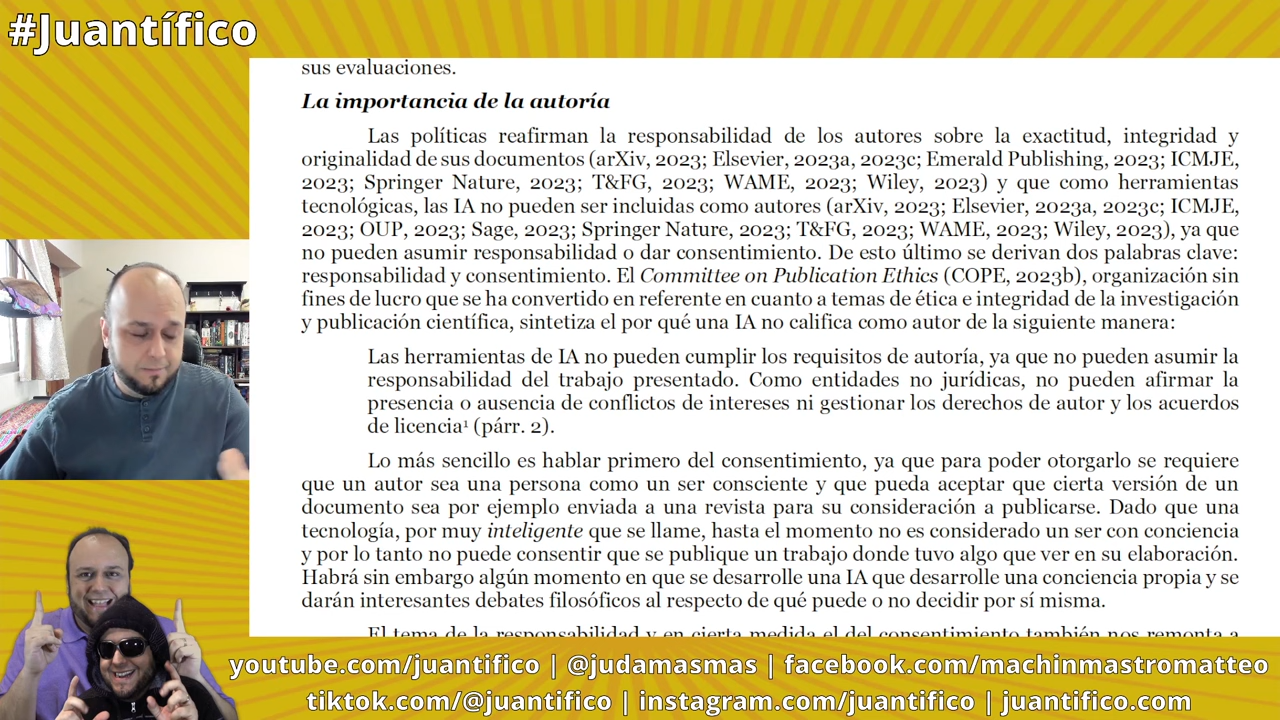 #Juantífico
sus evaluaciones.
La importancia de la autoría
Las políticas reafirman la responsabilidad de los autores sobre la exactitud, integridad y
originalidad de sus documentos (arXiv, 2023; Elsevier, 2023a, 2023c; Emerald Publishing, 2023; ICMJE,
2023; Springer Nature, 2023; T&FG, 2023; WAME, 2023; Wiley, 2023) y que como herramientas
tecnológicas, las IA no pueden ser incluidas como autores (arXiv, 2023; Elsevier, 2023a, 2023c; ICMJE,
2023; OUP, 2023; Sage, 2023; Springer Nature, 2023; T&FG, 2023; WAME, 2023; Wiley, 2023), ya que
no pueden asumir responsabilidad o dar consentimiento. De esto último se derivan dos palabras clave:
responsabilidad y consentimiento. El Committee on Publication Ethics (COPE, 2023b), organización sin
fines de lucro que se ha convertido en referente en cuanto a temas de ética e integridad de la investigación
y publicación científica, sintetiza el por qué una IA no califica como autor de la siguiente manera:
Las herramientas de IA no pueden cumplir los requisitos de autoría, ya que no pueden asumir la
responsabilidad del trabajo presentado. Como entidades no jurídicas, no pueden afirmar la
presencia o ausencia de conflictos de intereses ni gestionar los derechos de autor y los acuerdos
de licencia¹ (párr. 2).
Lo más sencillo es hablar primero del consentimiento, ya que para poder otorgarlo se requiere
que un autor sea una persona como un ser consciente y que pueda aceptar que cierta versión de un
documento sea por ejemplo enviada a una revista para su consideración a publicarse. Dado que una
tecnología, por muy inteligente que se llame, hasta el momento no es considerado un ser con conciencia
y por lo tanto no puede consentir que se publique un trabajo donde tuvo algo que ver en su elaboración.
Habrá sin embargo algún momento en que se desarrolle una IA que desarrolle una conciencia propia y se
darán interesantes debates filosóficos al respecto de qué puede o no decidir por sí misma.
El tema de la responsabilidad y en cierta medida el del consentimiento también nos remonta a
youtube.com/juantifico | @judamasmas | facebook.com/machinmastromatteo
tiktok.com/@juantifico | instagram.com/juantifico | juantifico.com